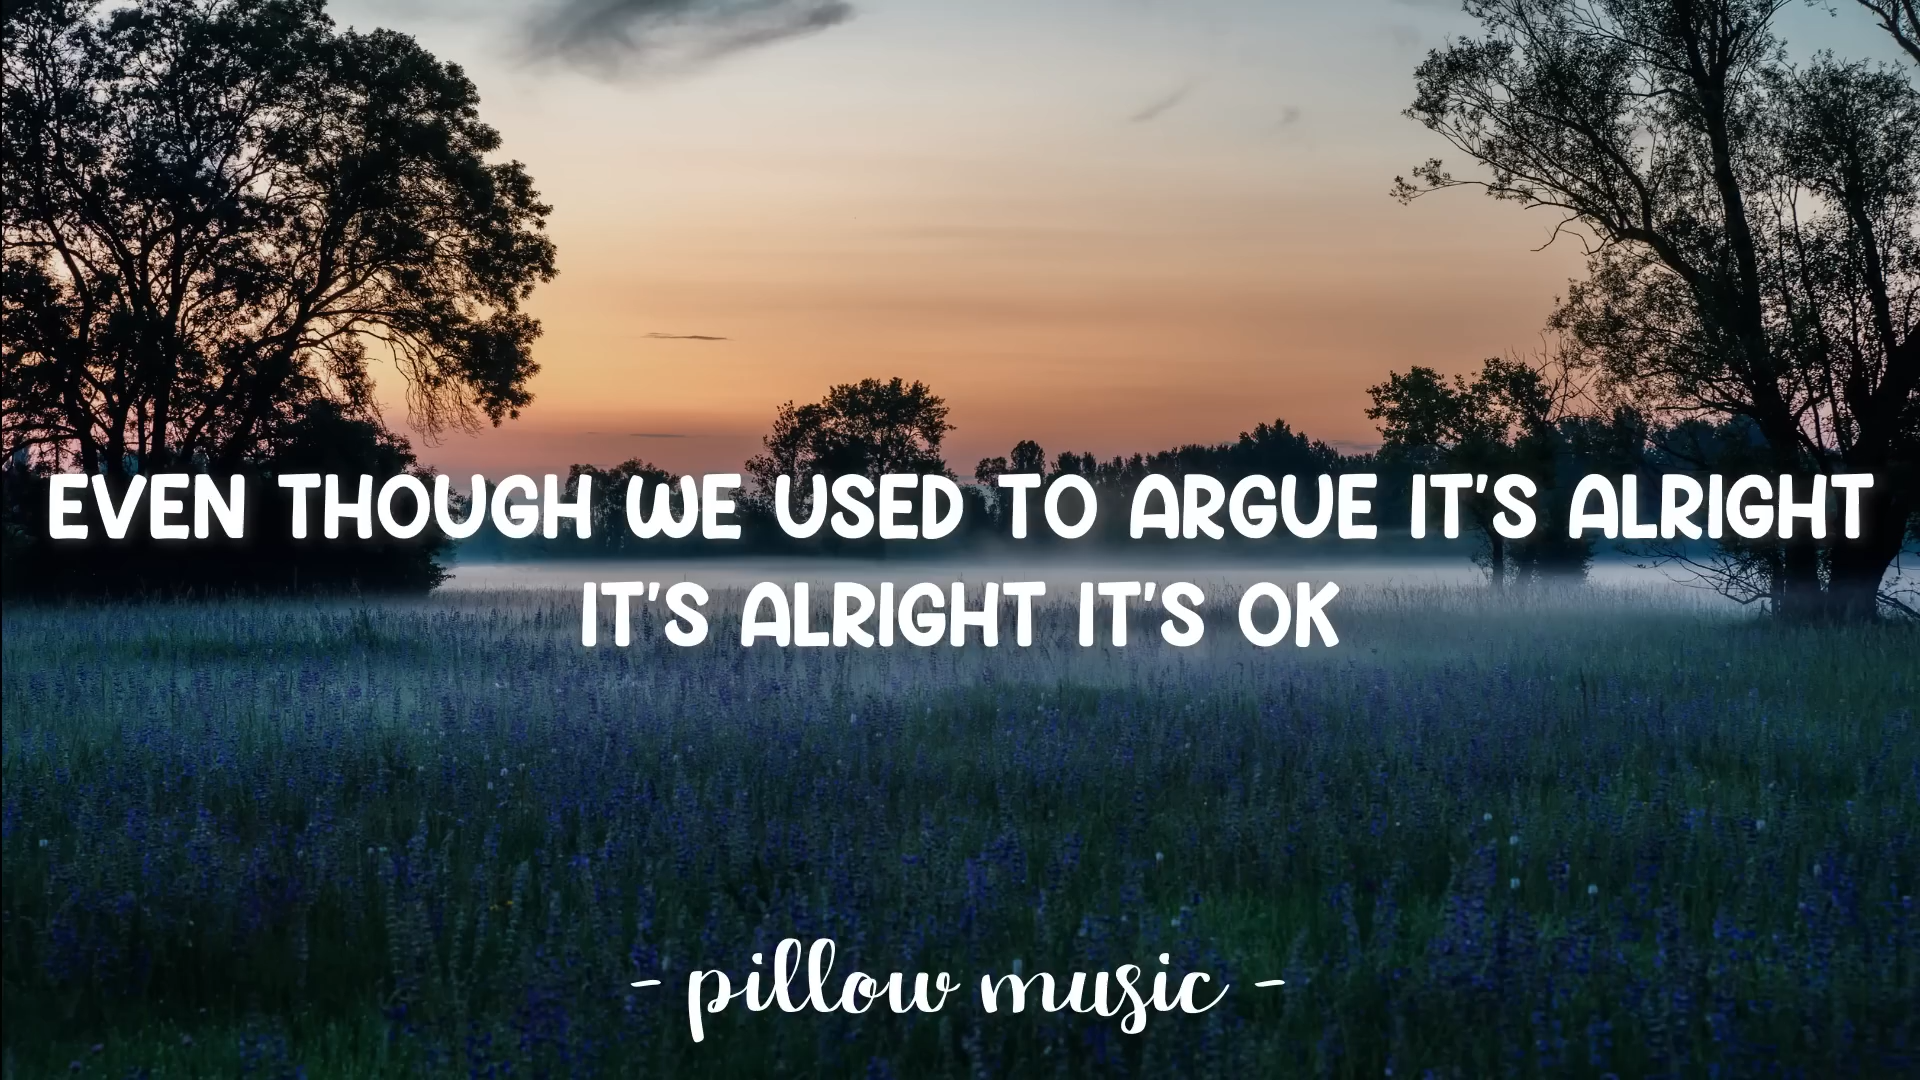 EVEN THOUGH WE USED TO ARGUE IT'S ALRIGHT
IT'S ALRIGHT IT'S OK
- pillow music -